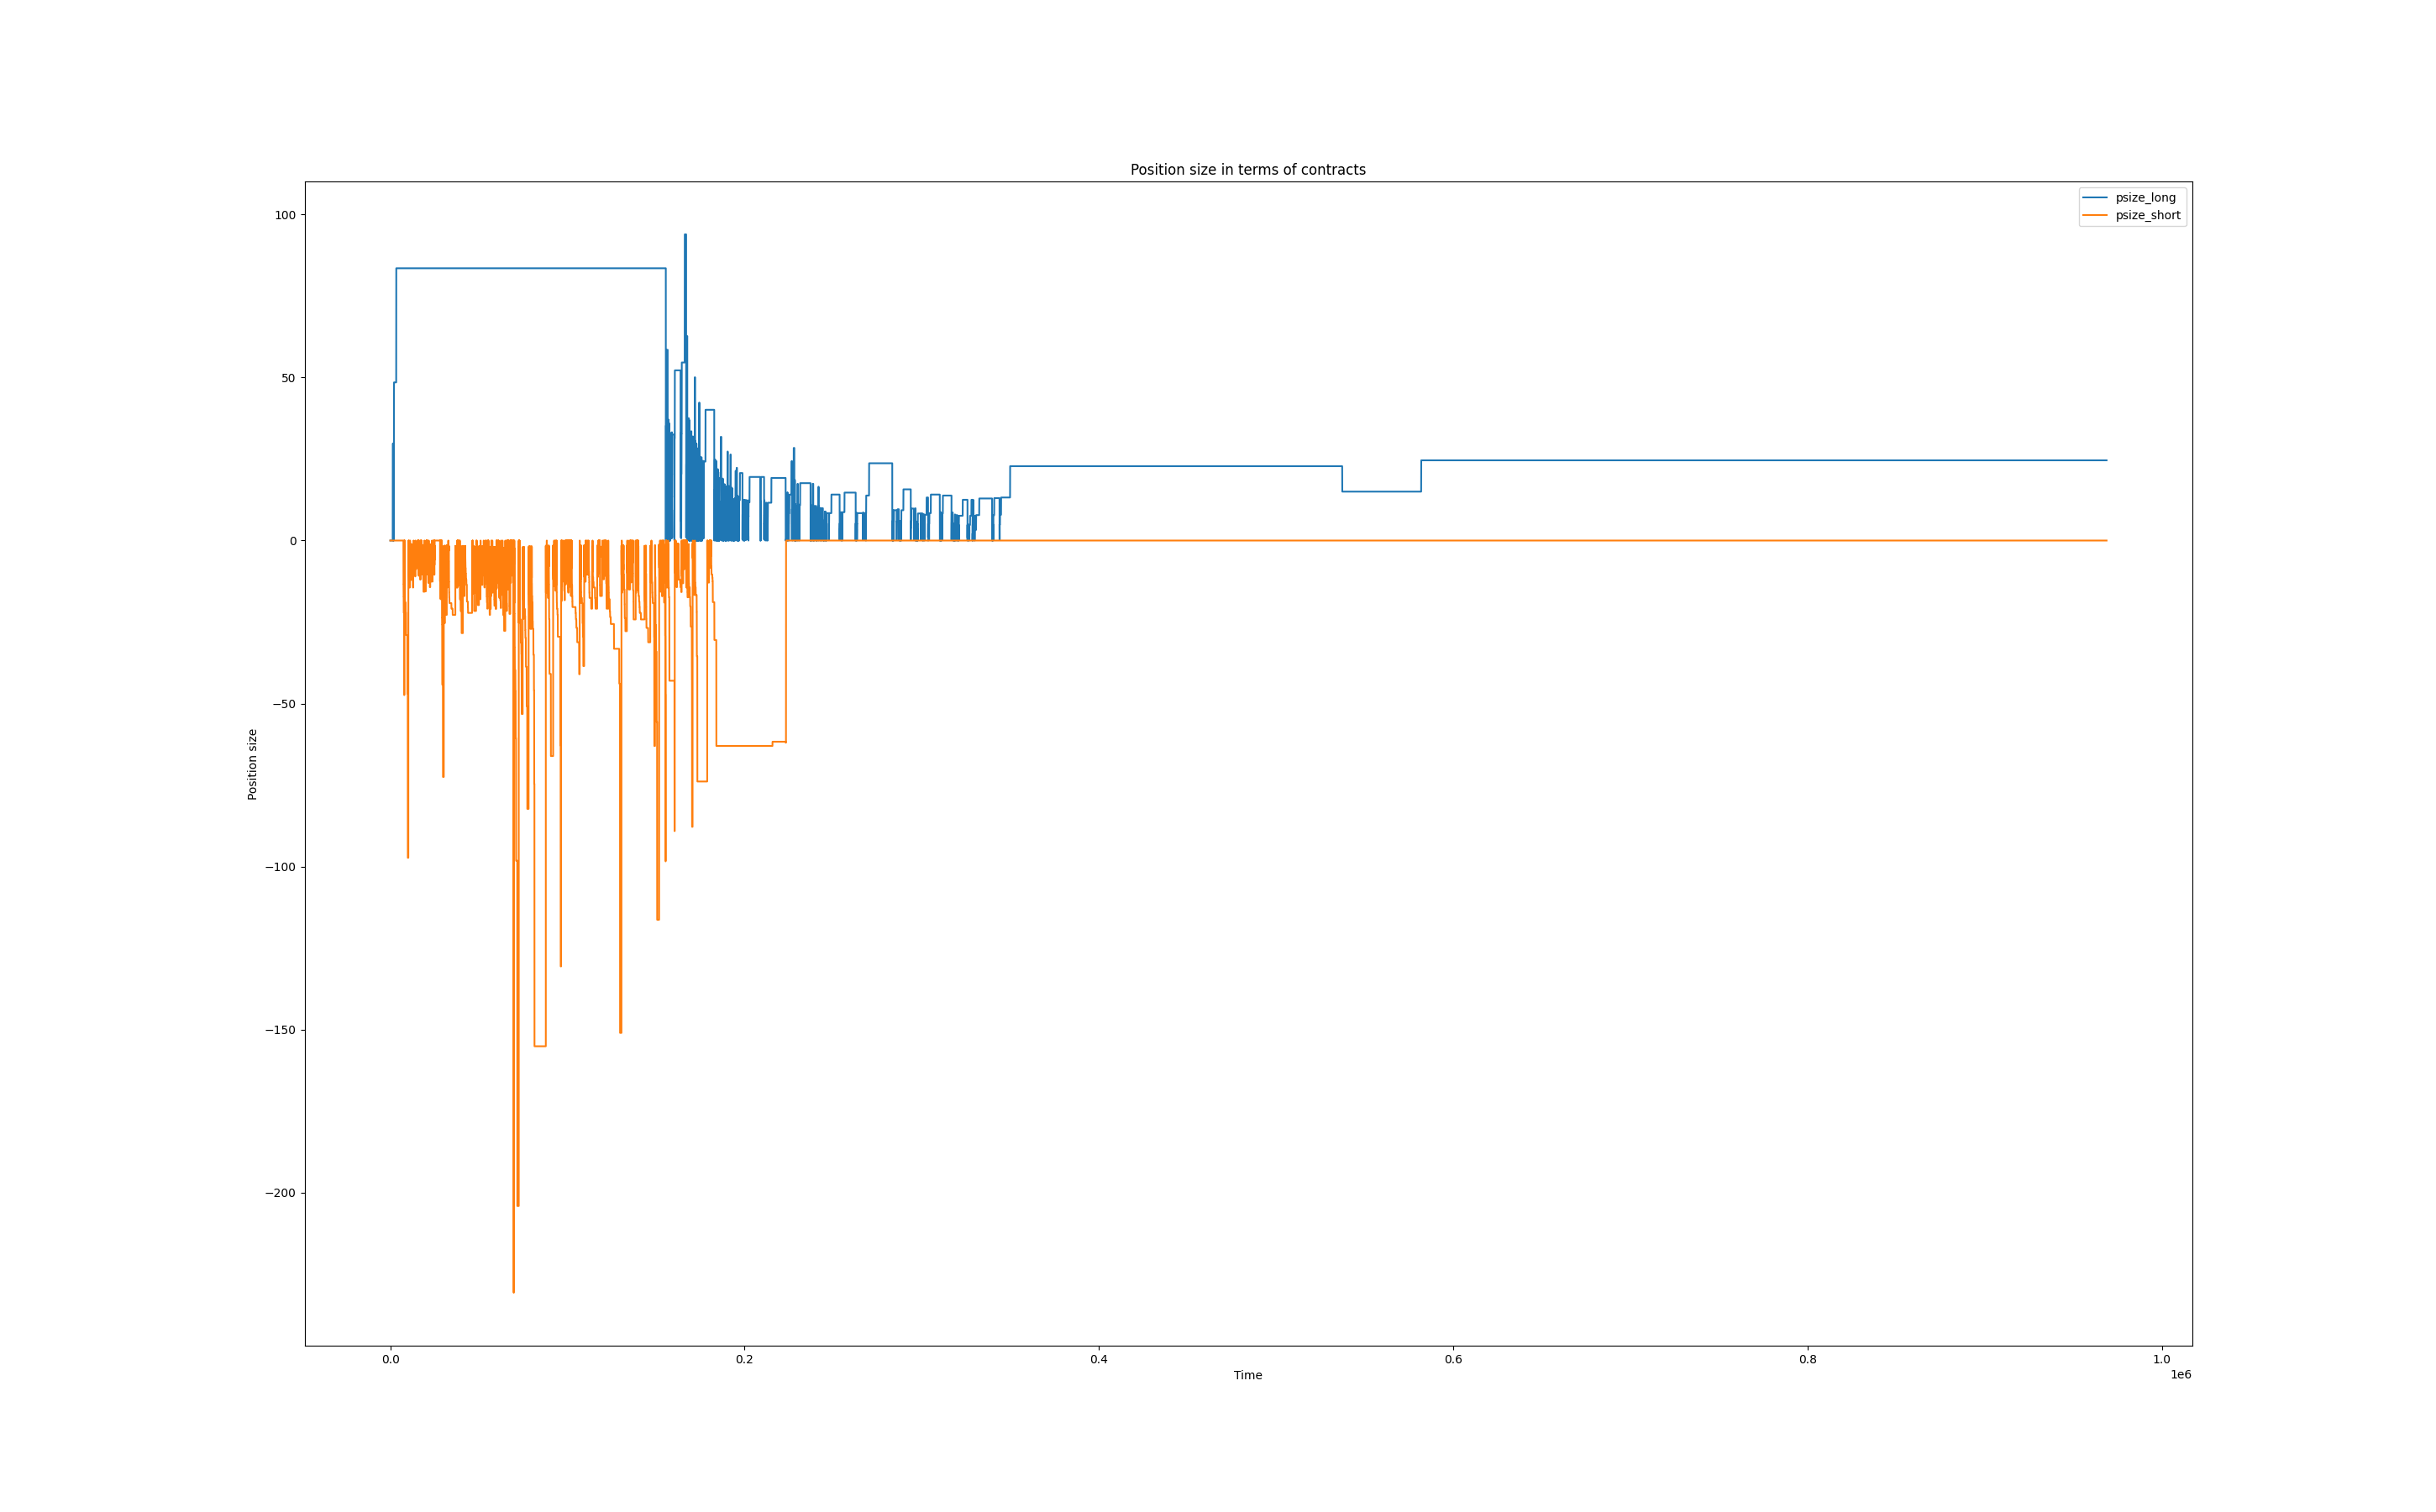 Position size in terms of contracts
psize_long
psize_short
100
50
0
−50
−100
−150
−200
Position size
0.0
0.2
0.4
0.6
0.8
1.0
Time
1e6